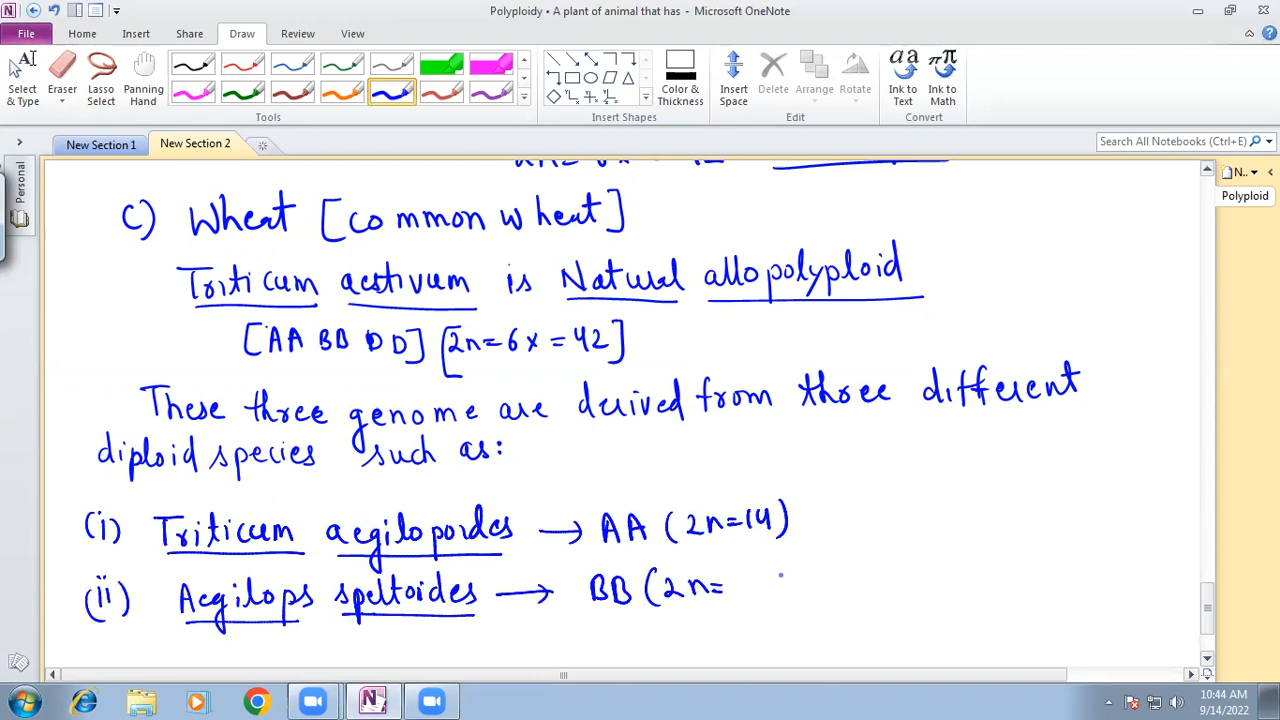 Polyploidy - A plant of animal that has - Microsoft OneNote
File Home Insert Share Draw Review View
Select & Type
Eraser
Lasso Select
Panning Hand
Color & Thickness
Insert Space
Delete
Arrange
Rotate
Ink to Text
Ink to Math
Tools
Insert Shapes
Edit
Convert
New Section 1
New Section 2
Search All Notebooks (Ctrl+E)
N..
Personal
Polyploid
C) Wheat [common wheat]
Triticum aestivum is Natural allopolyploid
[AA BB DD] [2n=6x=42]
These three genome are derived from three different
diploid species such as:
(i) Triticum aegilopoides → AA (2n=14)
(ii) Aegilops speltoides → BB (2n=
10:44 AM
9/14/2022